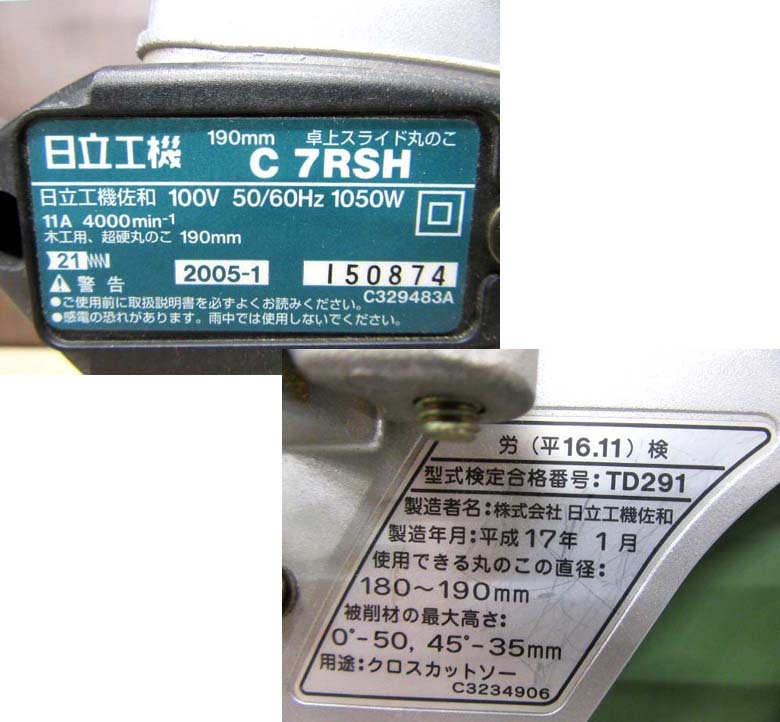 日立工機 190mm 卓上スライド丸のこ
C 7RSH
日立工機佐和 100V 50/60Hz 1050W
11A 4000min-1
木工用、超硬丸のこ 190mm
21
警告 2005-1 150874
C329483A
●ご使用前に取扱説明書を必ずよくお読みください。
●感電の恐れがあります。雨中では使用しないでください。
労（平16.11）検
型式検定合格番号：TD291
製造者名：株式会社 日立工機佐和
製造年月：平成17年 1月
使用できる丸のこの直径：
180～190mm
被削材の最大高さ：
0°-50, 45°-35mm
用途：クロスカットソー
C3234906